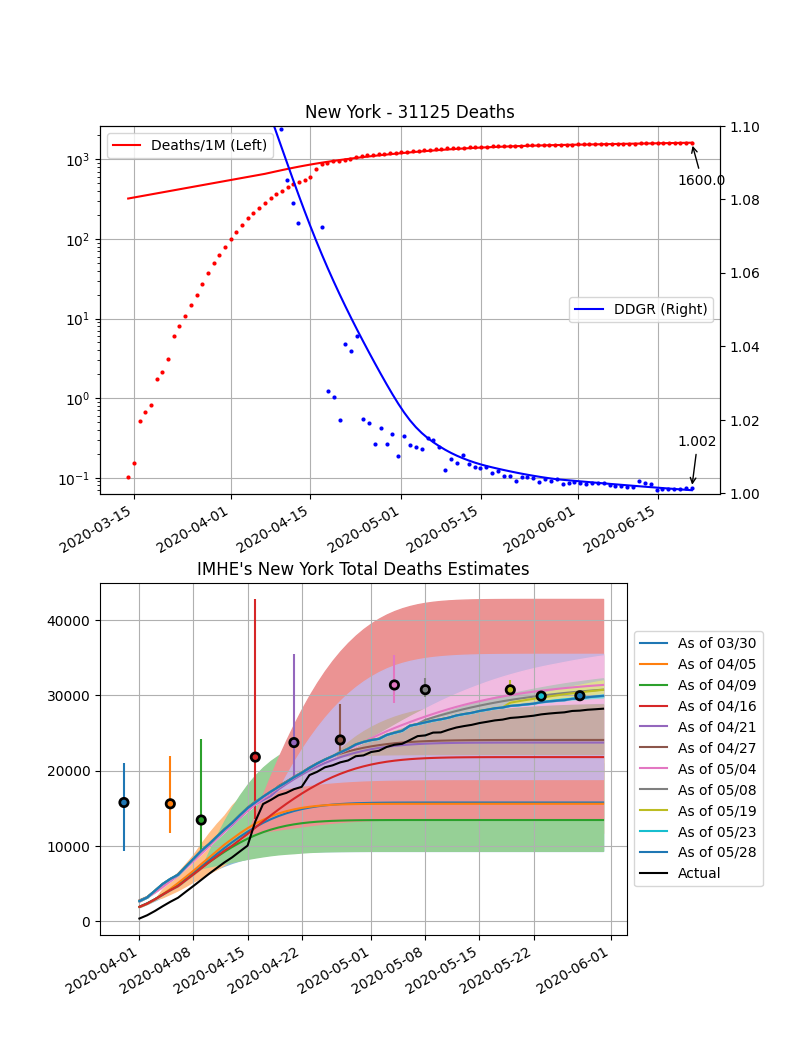 New York - 31125 Deaths
Deaths/1M (Left)
DDGR (Right)
1600.0
1.002
10³
10²
10¹
10⁰
10⁻¹
1.10
1.08
1.06
1.04
1.02
1.00
2020-03-15
2020-04-01
2020-04-15
2020-05-01
2020-05-15
2020-06-01
2020-06-15
IMHE's New York Total Deaths Estimates
40000
30000
20000
10000
0
2020-04-01
2020-04-08
2020-04-15
2020-04-22
2020-05-01
2020-05-08
2020-05-15
2020-05-22
2020-06-01
As of 03/30
As of 04/05
As of 04/09
As of 04/16
As of 04/21
As of 04/27
As of 05/04
As of 05/08
As of 05/19
As of 05/23
As of 05/28
Actual